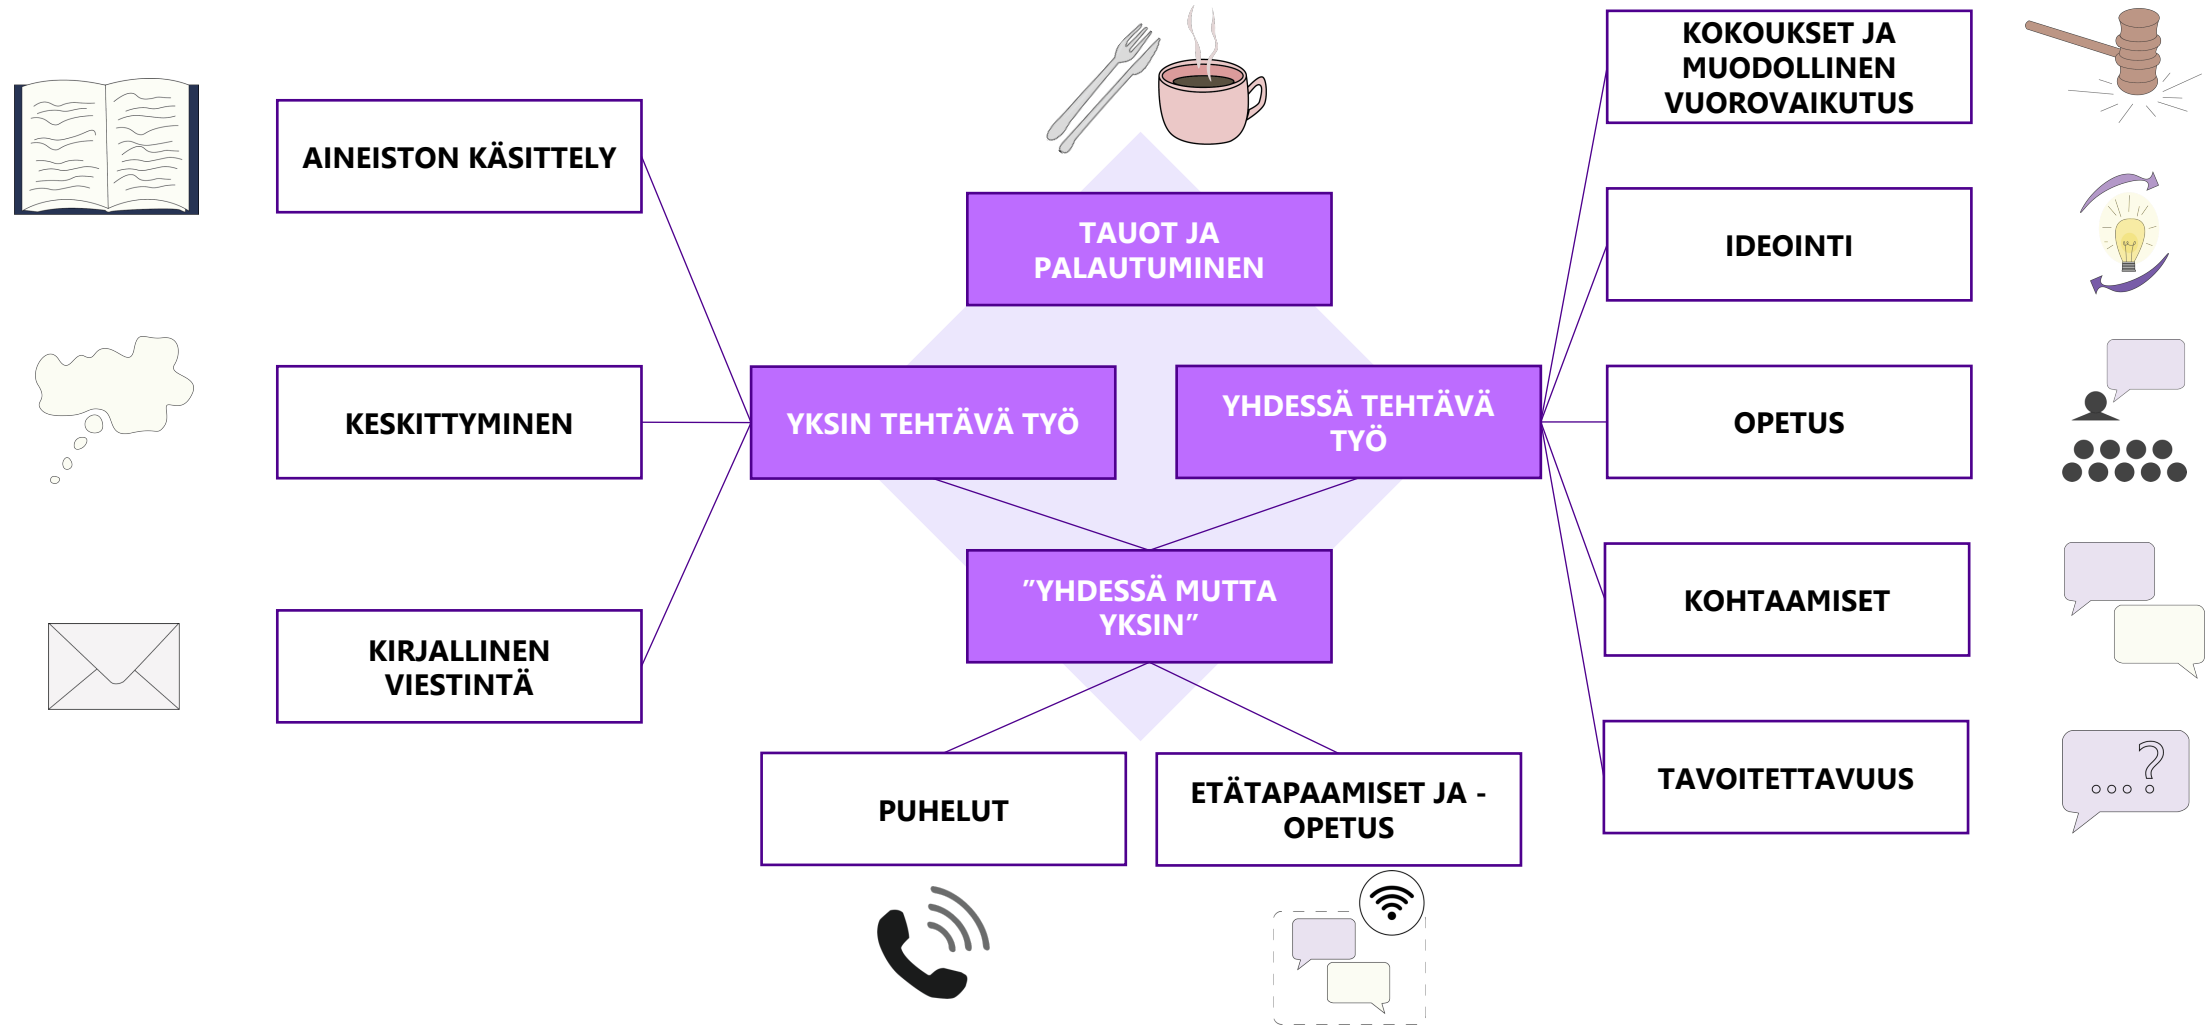 KOKOUKSET JA
MUODOLLINEN
VUOROVAIKUTUS
AINEISTON KÄSITTELY
TAUOT JA
PALAUTUMINEN
IDEOINTI
KESKITTYMINEN
YKSIN TEHTÄVÄ TYÖ
YHDESSÄ TEHTÄVÄ
TYÖ
OPETUS
”YHDESSÄ MUTTA
YKSIN”
KOHTAAMISET
KIRJALLINEN
VIESTINTÄ
PUHELUT
ETÄTAPAAMISET JA -
OPETUS
TAVOITETTAVUUS
...?